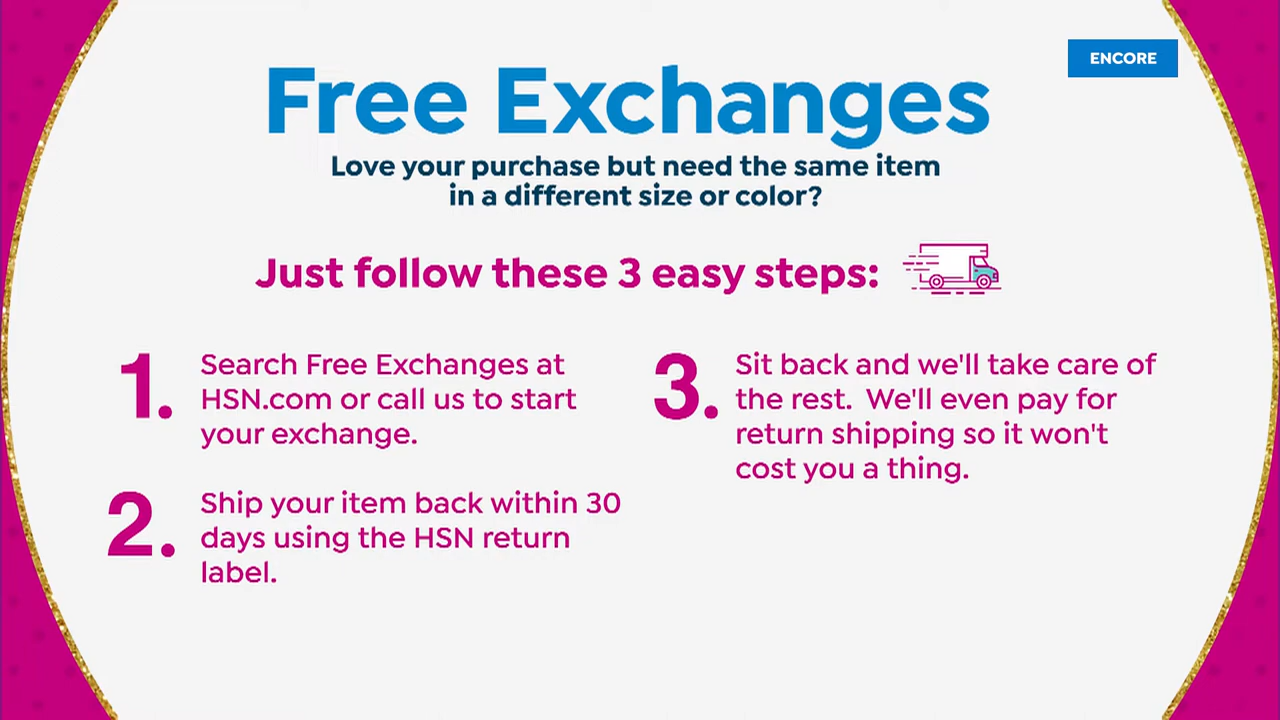 ENCORE
Free Exchanges
Love your purchase but need the same item
in a different size or color?
Just follow these 3 easy steps:
1. Search Free Exchanges at
HSN.com or call us to start
your exchange.
2. Ship your item back within 30
days using the HSN return
label.
3. Sit back and we'll take care of
the rest.  We'll even pay for
return shipping so it won't
cost you a thing.